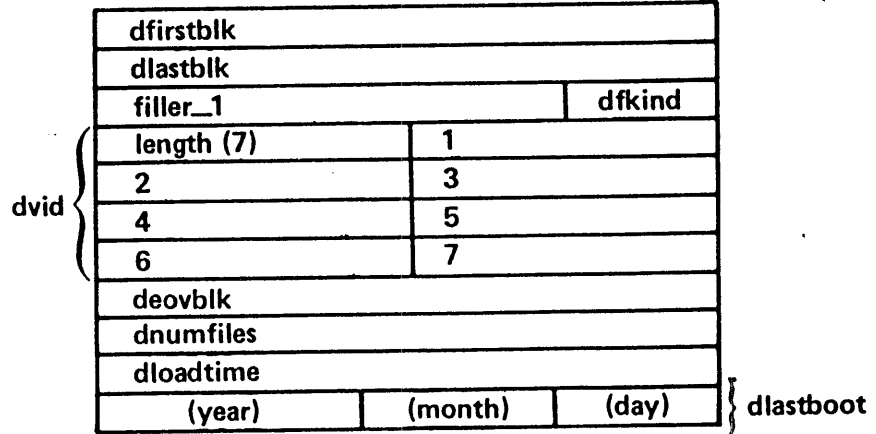 dfirstblk
dlastblk
filler_1 dfkind
length (7) 1
2 3
dvid
4 5
6 7
deovblk
dnumfiles
dloadtime
(year) (month) (day) dlastboot